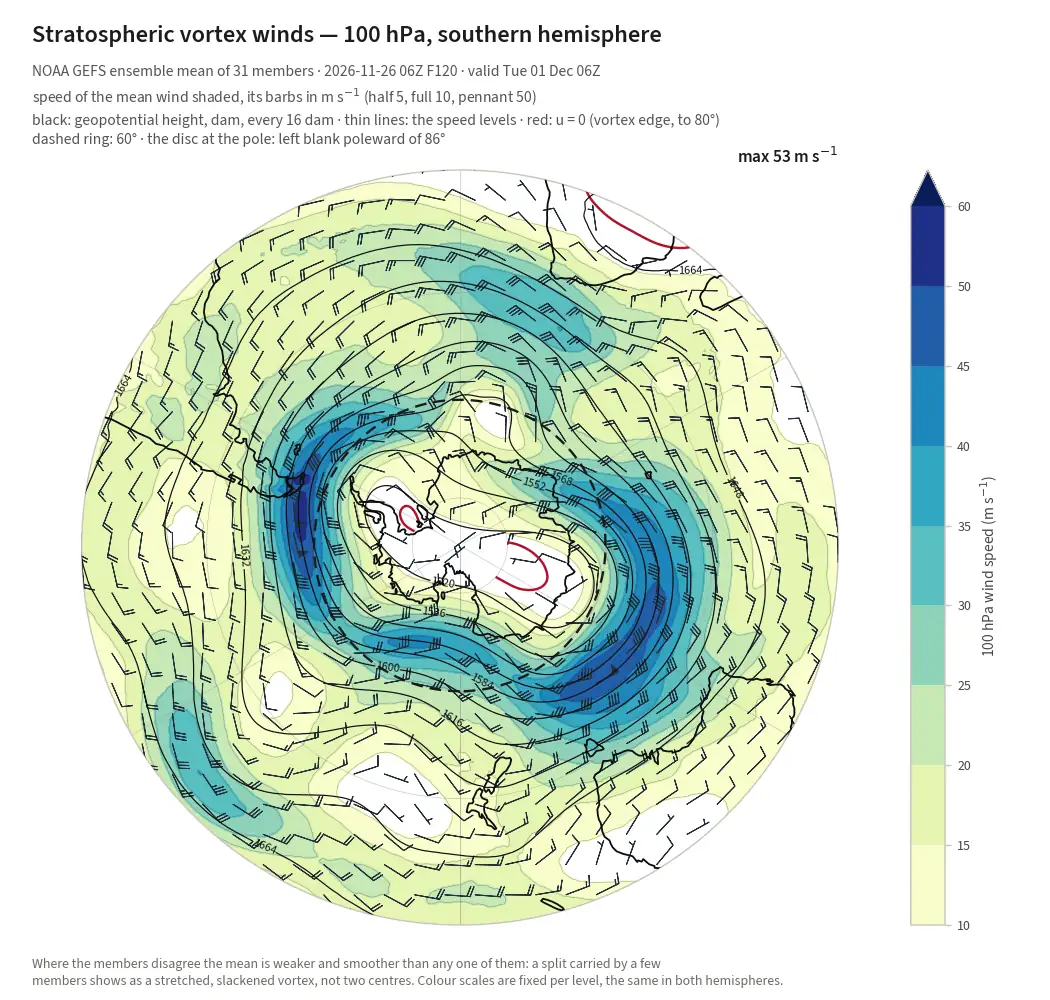 Stratospheric vortex winds — 100 hPa, southern hemisphere
NOAA GEFS ensemble mean of 31 members · 2026-11-26 06Z F120 · valid Tue 01 Dec 06Z
speed of the mean wind shaded, its barbs in m s⁻¹ (half 5, full 10, pennant 50)
black: geopotential height, dam, every 16 dam · thin lines: the speed levels · red: u = 0 (vortex edge, to 80°)
dashed ring: 60° · the disc at the pole: left blank poleward of 86°
max 53 m s⁻¹
1664
1664
1568
1552
1648
1632
1520
1536
1600
1584
1616
1664
60
50
45
40
35
30
25
20
15
10
100 hPa wind speed (m s⁻¹)
Where the members disagree the mean is weaker and smoother than any one of them: a split carried by a few
members shows as a stretched, slackened vortex, not two centres. Colour scales are fixed per level, the same in both hemispheres.